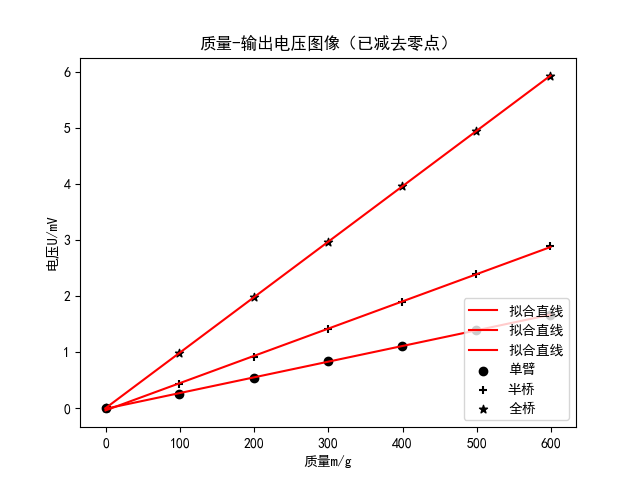 质量-输出电压图像（已减去零点）
电压U/mV
6
5
4
3
2
1
0
拟合直线
拟合直线
拟合直线
单臂
半桥
全桥
0 100 200 300 400 500 600
质量m/g